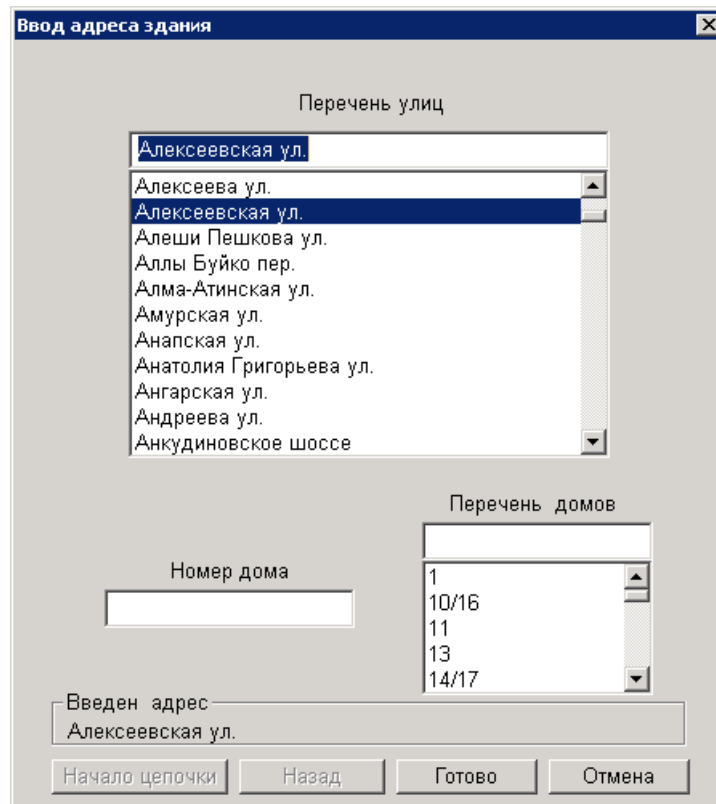 Ввод адреса здания
Перечень улиц
Алексеевская ул.
Алексеева ул.
Алексеевская ул.
Алеши Пешкова ул.
Аллы Буйко пер.
Алма-Атинская ул.
Амурская ул.
Анапская ул.
Анатолия Григорьева ул.
Ангарская ул.
Андреева ул.
Анкудиновское шоссе
Перечень домов
Номер дома
1
10/16
11
13
14/17
Введен адрес
Алексеевская ул.
Начало цепочки Назад Готово Отмена